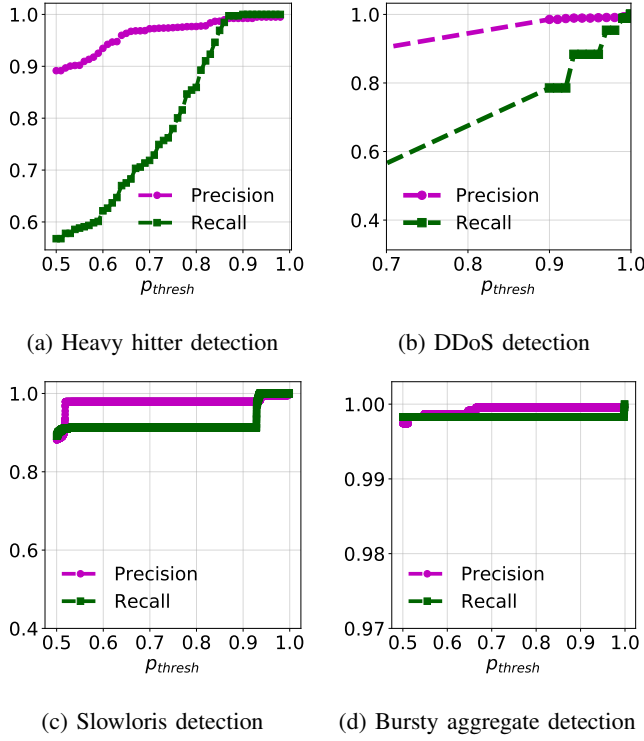 1.0
0.9
0.8
0.7
0.6
Precision
Recall
0.5 0.6 0.7 0.8 0.9 1.0
p_thresh
(a) Heavy hitter detection
1.0
0.8
0.6
0.4
Precision
Recall
0.7 0.8 0.9 1.0
p_thresh
(b) DDoS detection
1.0
0.8
0.6
0.4
Precision
Recall
0.5 0.6 0.7 0.8 0.9 1.0
p_thresh
(c) Slowloris detection
1.00
0.99
0.98
0.97
Precision
Recall
0.5 0.6 0.7 0.8 0.9 1.0
p_thresh
(d) Bursty aggregate detection